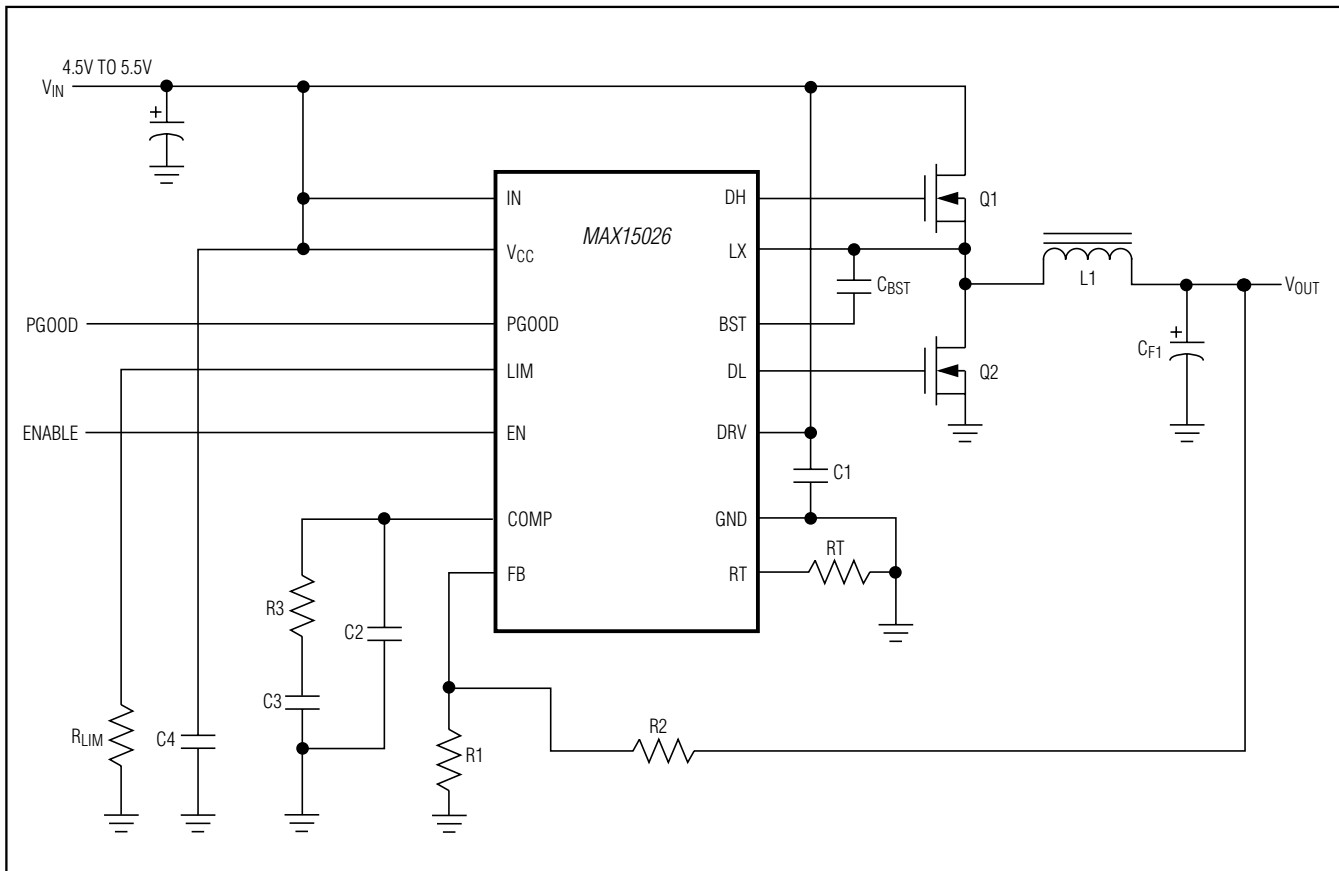 4.5V TO 5.5V
VIN
+
IN
DH
Q1
MAX15026
VCC
LX
CBST
L1
VOUT
PGOOD
PGOOD
BST
+
CF1
LIM
DL
Q2
ENABLE
EN
DRV
C1
COMP
GND
RT
FB
RT
R3
C2
C3
RLIM
C4
R1
R2